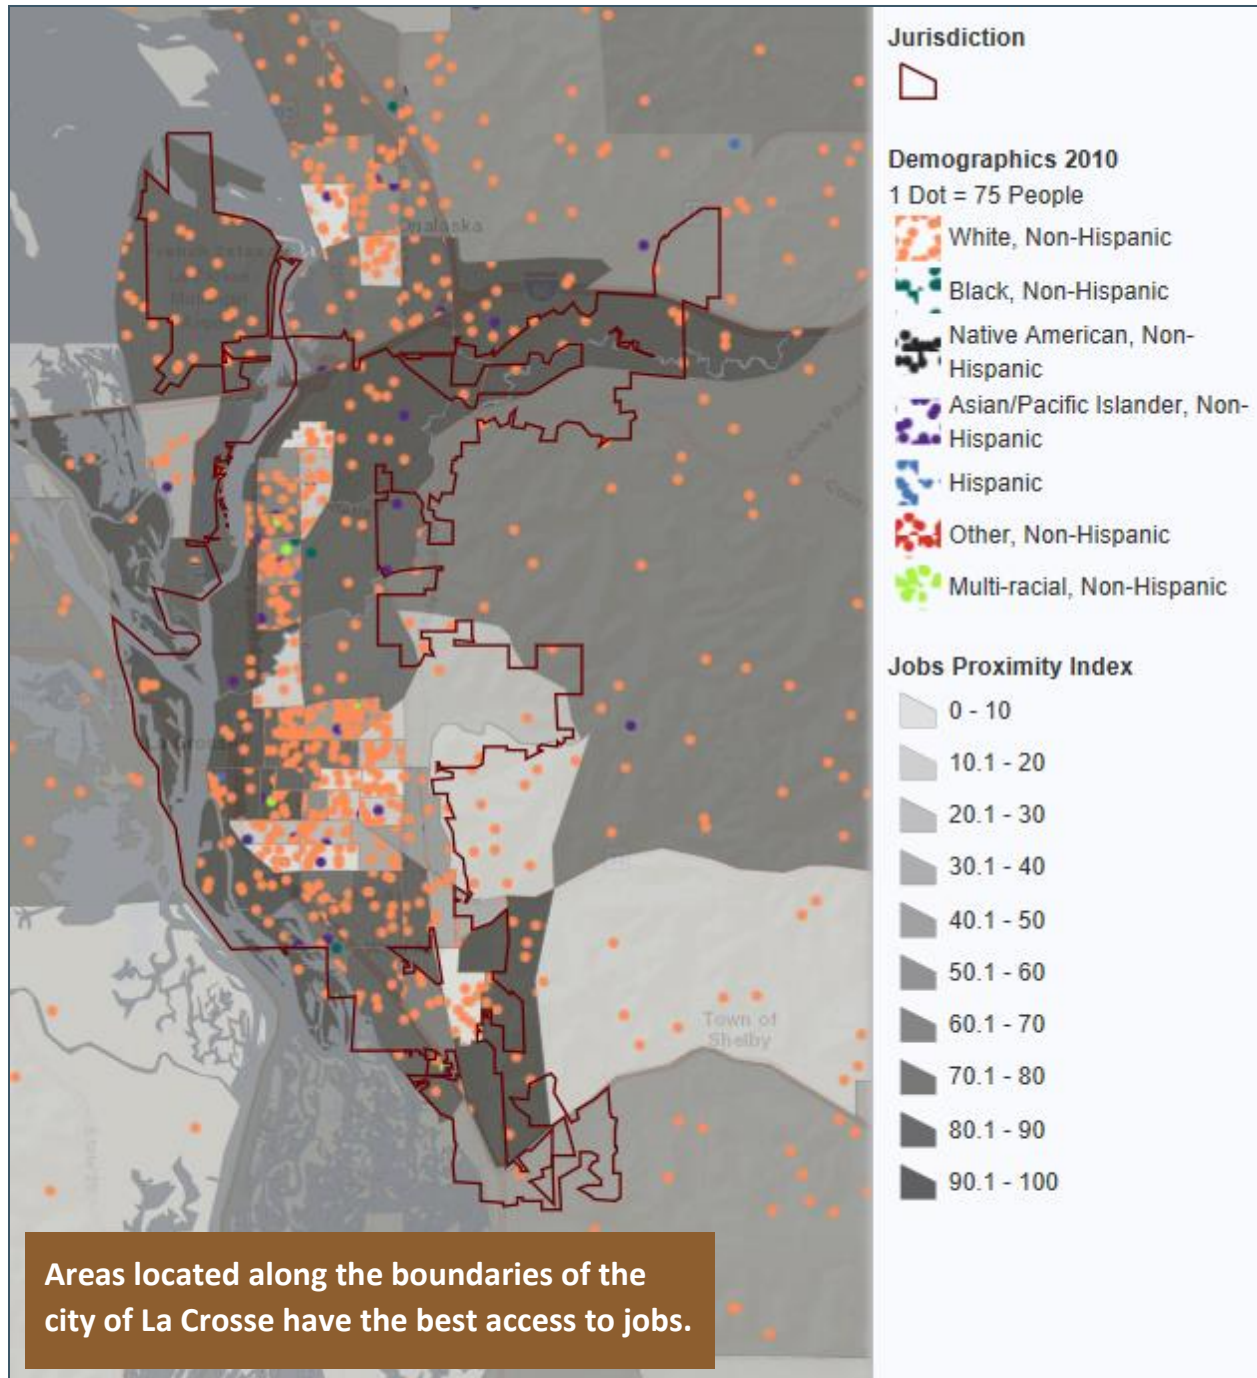 Jurisdiction
Demographics 2010
1 Dot = 75 People
White, Non-Hispanic
Black, Non-Hispanic
Native American, Non-
Hispanic
Asian/Pacific Islander, Non-
Hispanic
Hispanic
Other, Non-Hispanic
Multi-racial, Non-Hispanic
Jobs Proximity Index
0 - 10
10.1 - 20
20.1 - 30
30.1 - 40
40.1 - 50
50.1 - 60
60.1 - 70
70.1 - 80
80.1 - 90
90.1 - 100
Town of
Shelby
Areas located along the boundaries of the
city of La Crosse have the best access to jobs.